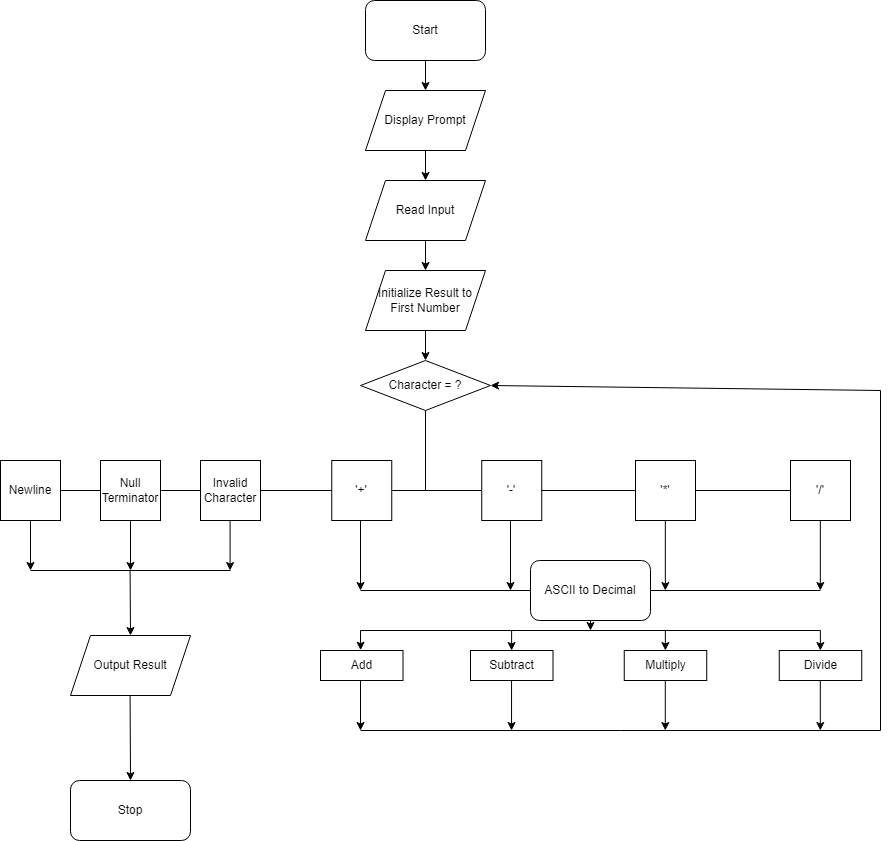 Start
Display Prompt
Read Input
Initialize Result to
First Number
Character = ?
Newline
Null
Terminator
Invalid
Character
'+'
'-'
'*'
'/'
ASCII to Decimal
Add
Subtract
Multiply
Divide
Output Result
Stop